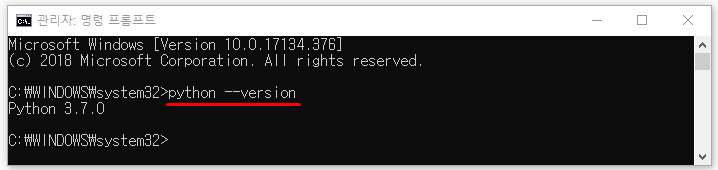 관리자: 명령 프롬프트
Microsoft Windows [Version 10.0.17134.376]
(c) 2018 Microsoft Corporation. All rights reserved.
C:₩WINDOWS₩system32>python --version
Python 3.7.0
C:₩WINDOWS₩system32>